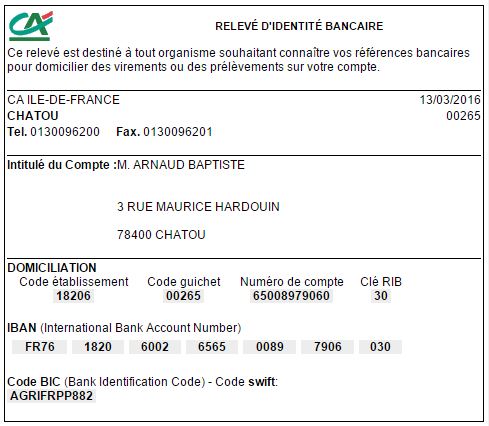 CA
RELEVÉ D'IDENTITÉ BANCAIRE
Ce relevé est destiné à tout organisme souhaitant connaître vos références bancaires
pour domicilier des virements ou des prélèvements sur votre compte.
CA ILE-DE-FRANCE 13/03/2016
CHATOU 00265
Tel. 0130096200 Fax. 0130096201
Intitulé du Compte :M. ARNAUD BAPTISTE
3 RUE MAURICE HARDOUIN
78400 CHATOU
DOMICILIATION
Code établissement Code guichet Numéro de compte Clé RIB
18206 00265 65008979060 30
IBAN (International Bank Account Number)
FR76 1820 6002 6565 0089 7906 030
Code BIC (Bank Identification Code) - Code swift:
AGRIFRPP882